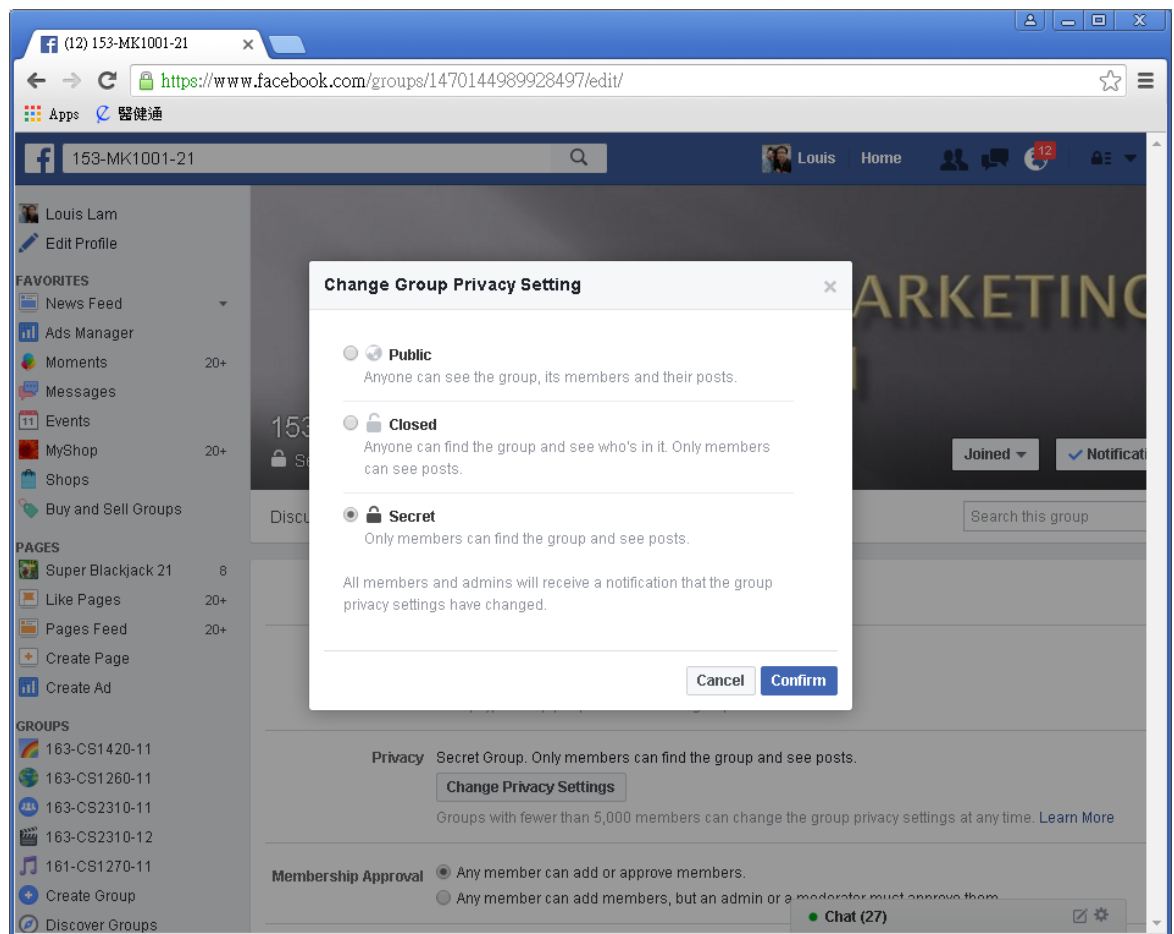 (12) 153-MK1001-21
https://www.facebook.com/groups/1470144989928497/edit/
Apps 醫健通
153-MK1001-21
Louis Home 12
Louis Lam
Edit Profile
FAVORITES
News Feed
Ads Manager
Moments 20+
Messages
Events
MyShop 20+
Shops
Buy and Sell Groups
PAGES
Super Blackjack 21 8
Like Pages 20+
Pages Feed 20+
Create Page
Create Ad
GROUPS
163-CS1420-11
163-CS1260-11
163-CS2310-11
163-CS2310-12
161-CS1270-11
Create Group
Discover Groups
ARKETING
153
Joined
Notificati
Discu
Search this group
Change Group Privacy Setting
Public
Anyone can see the group, its members and their posts.
Closed
Anyone can find the group and see who's in it. Only members
can see posts.
Secret
Only members can find the group and see posts.
All members and admins will receive a notification that the group
privacy settings have changed.
Cancel Confirm
Privacy Secret Group. Only members can find the group and see posts.
Change Privacy Settings
Groups with fewer than 5,000 members can change the group privacy settings at any time. Learn More
Membership Approval Any member can add or approve members.
Any member can add members, but an admin or a moderator must approve them.
Chat (27)